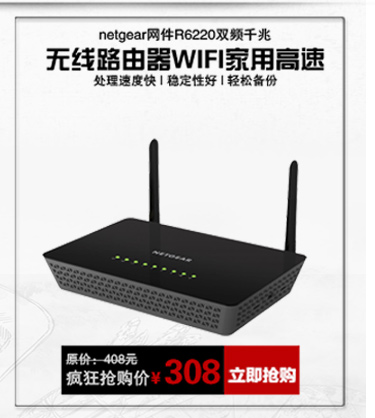 netgear网件R6220双频千兆
无线路由器WIFI家用高速
处理速度快 | 稳定性好 | 轻松备份
NETGEAR
原价：408元
疯狂抢购价¥308 立即抢购